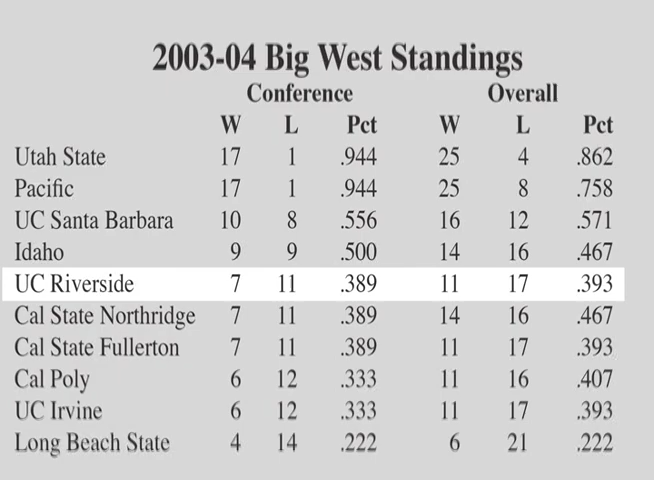 2003-04 Big West Standings
Conference Overall
W L Pct W L Pct
Utah State 17 1 .944 25 4 .862
Pacific 17 1 .944 25 8 .758
UC Santa Barbara 10 8 .556 16 12 .571
Idaho 9 9 .500 14 16 .467
UC Riverside 7 11 .389 11 17 .393
Cal State Northridge 7 11 .389 14 16 .467
Cal State Fullerton 7 11 .389 11 17 .393
Cal Poly 6 12 .333 11 16 .407
UC Irvine 6 12 .333 11 17 .393
Long Beach State 4 14 .222 6 21 .222